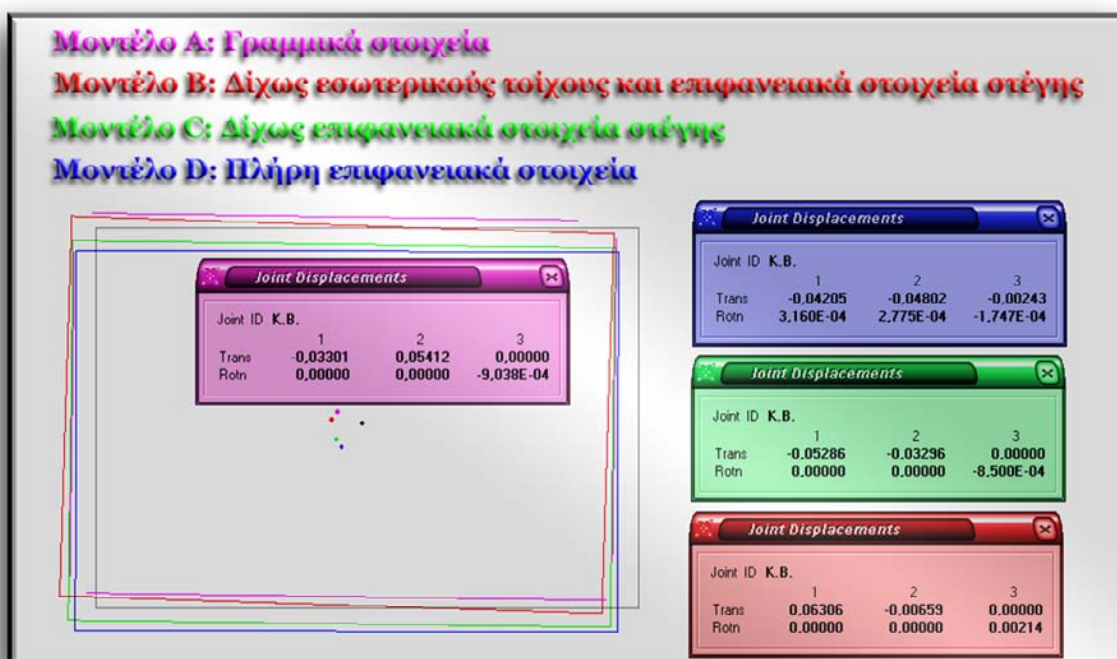 Μοντέλο Α: Γραμμικά στοιχεία
Μοντέλο Β: Δίχως εσωτερικούς τοίχους και επιφανειακά στοιχεία στέγης
Μοντέλο C: Δίχως επιφανειακά στοιχεία στέγης
Μοντέλο D: Πλήρη επιφανειακά στοιχεία
Joint Displacements
Joint ID K.B.
1 2 3
Trans -0,03301 0,05412 0,00000
Rotn 0,00000 0,00000 -9,038E-04
Joint Displacements
Joint ID K.B.
1 2 3
Trans -0,04205 -0,04802 -0,00243
Rotn 3,160E-04 2,775E-04 -1,747E-04
Joint Displacements
Joint ID K.B.
1 2 3
Trans -0.05286 -0.03296 0.00000
Rotn 0.00000 0.00000 -8.500E-04
Joint Displacements
Joint ID K.B.
1 2 3
Trans 0.06306 -0.00659 0.00000
Rotn 0.00000 0.00000 0.00214